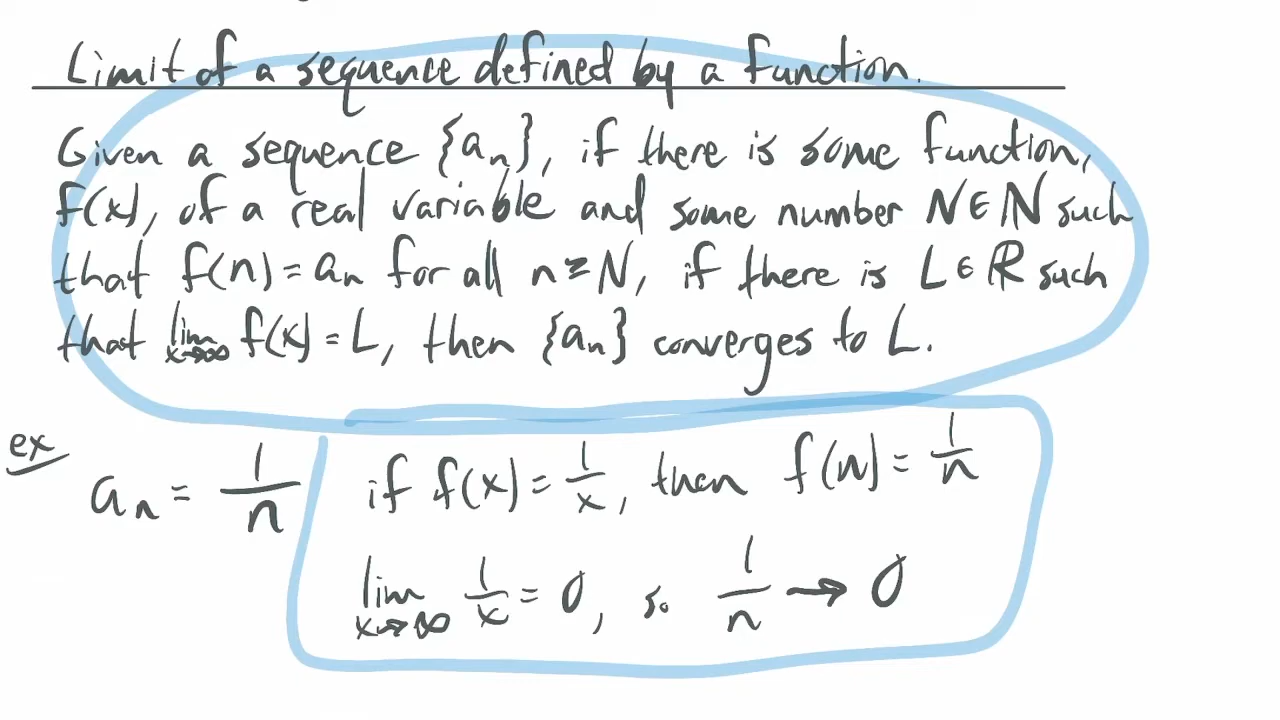 Limit of a sequence defined by a function.
Given a sequence {aₙ}, if there is some function,
f(x), of a real variable and some number N∈ℕ such
that f(n)=aₙ for all n≥N, if there is L∈ℝ such
that lim x→∞ f(x)=L, then {aₙ} converges to L.
ex
aₙ = 1/n
if f(x)=1/x, then f(n)=1/n
lim x→∞ 1/x = 0, so 1/n → 0